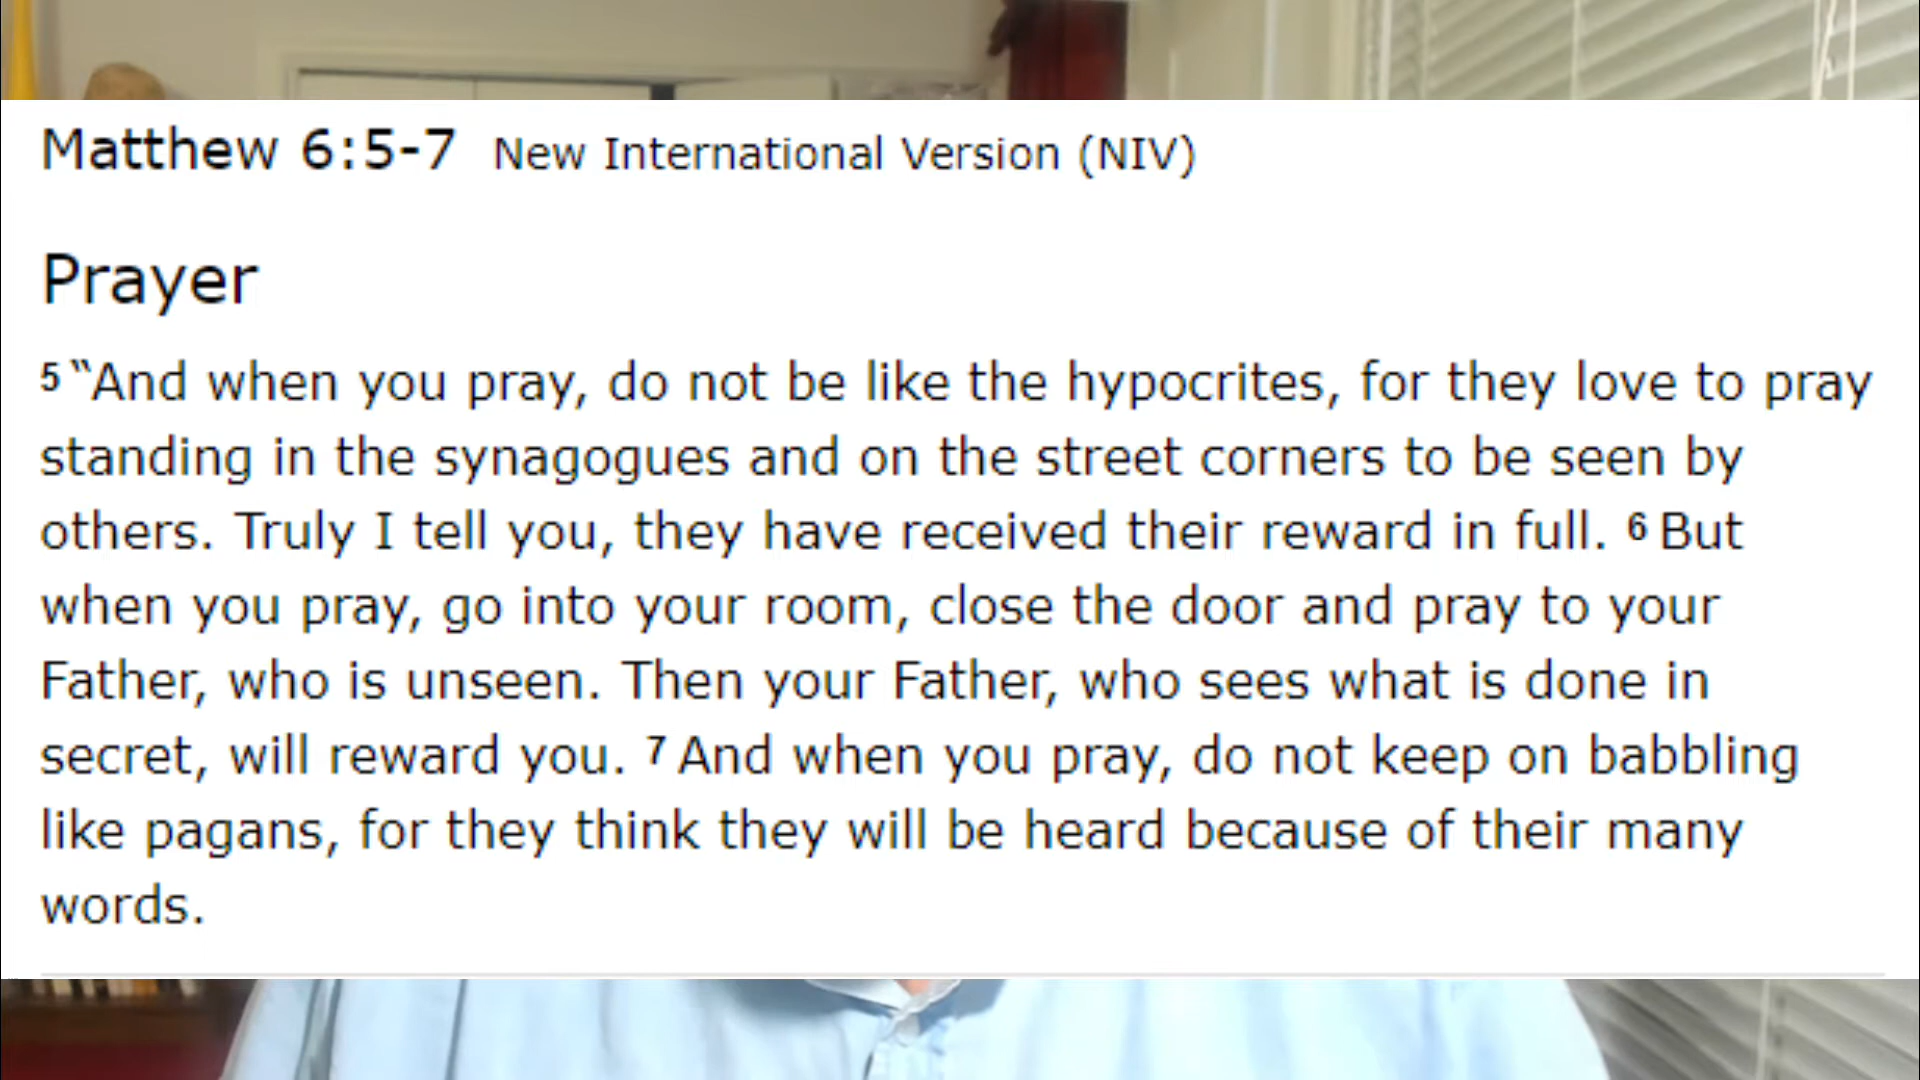 Matthew 6:5-7 New International Version (NIV)
Prayer
5 “And when you pray, do not be like the hypocrites, for they love to pray
standing in the synagogues and on the street corners to be seen by
others. Truly I tell you, they have received their reward in full. 6 But
when you pray, go into your room, close the door and pray to your
Father, who is unseen. Then your Father, who sees what is done in
secret, will reward you. 7 And when you pray, do not keep on babbling
like pagans, for they think they will be heard because of their many
words.